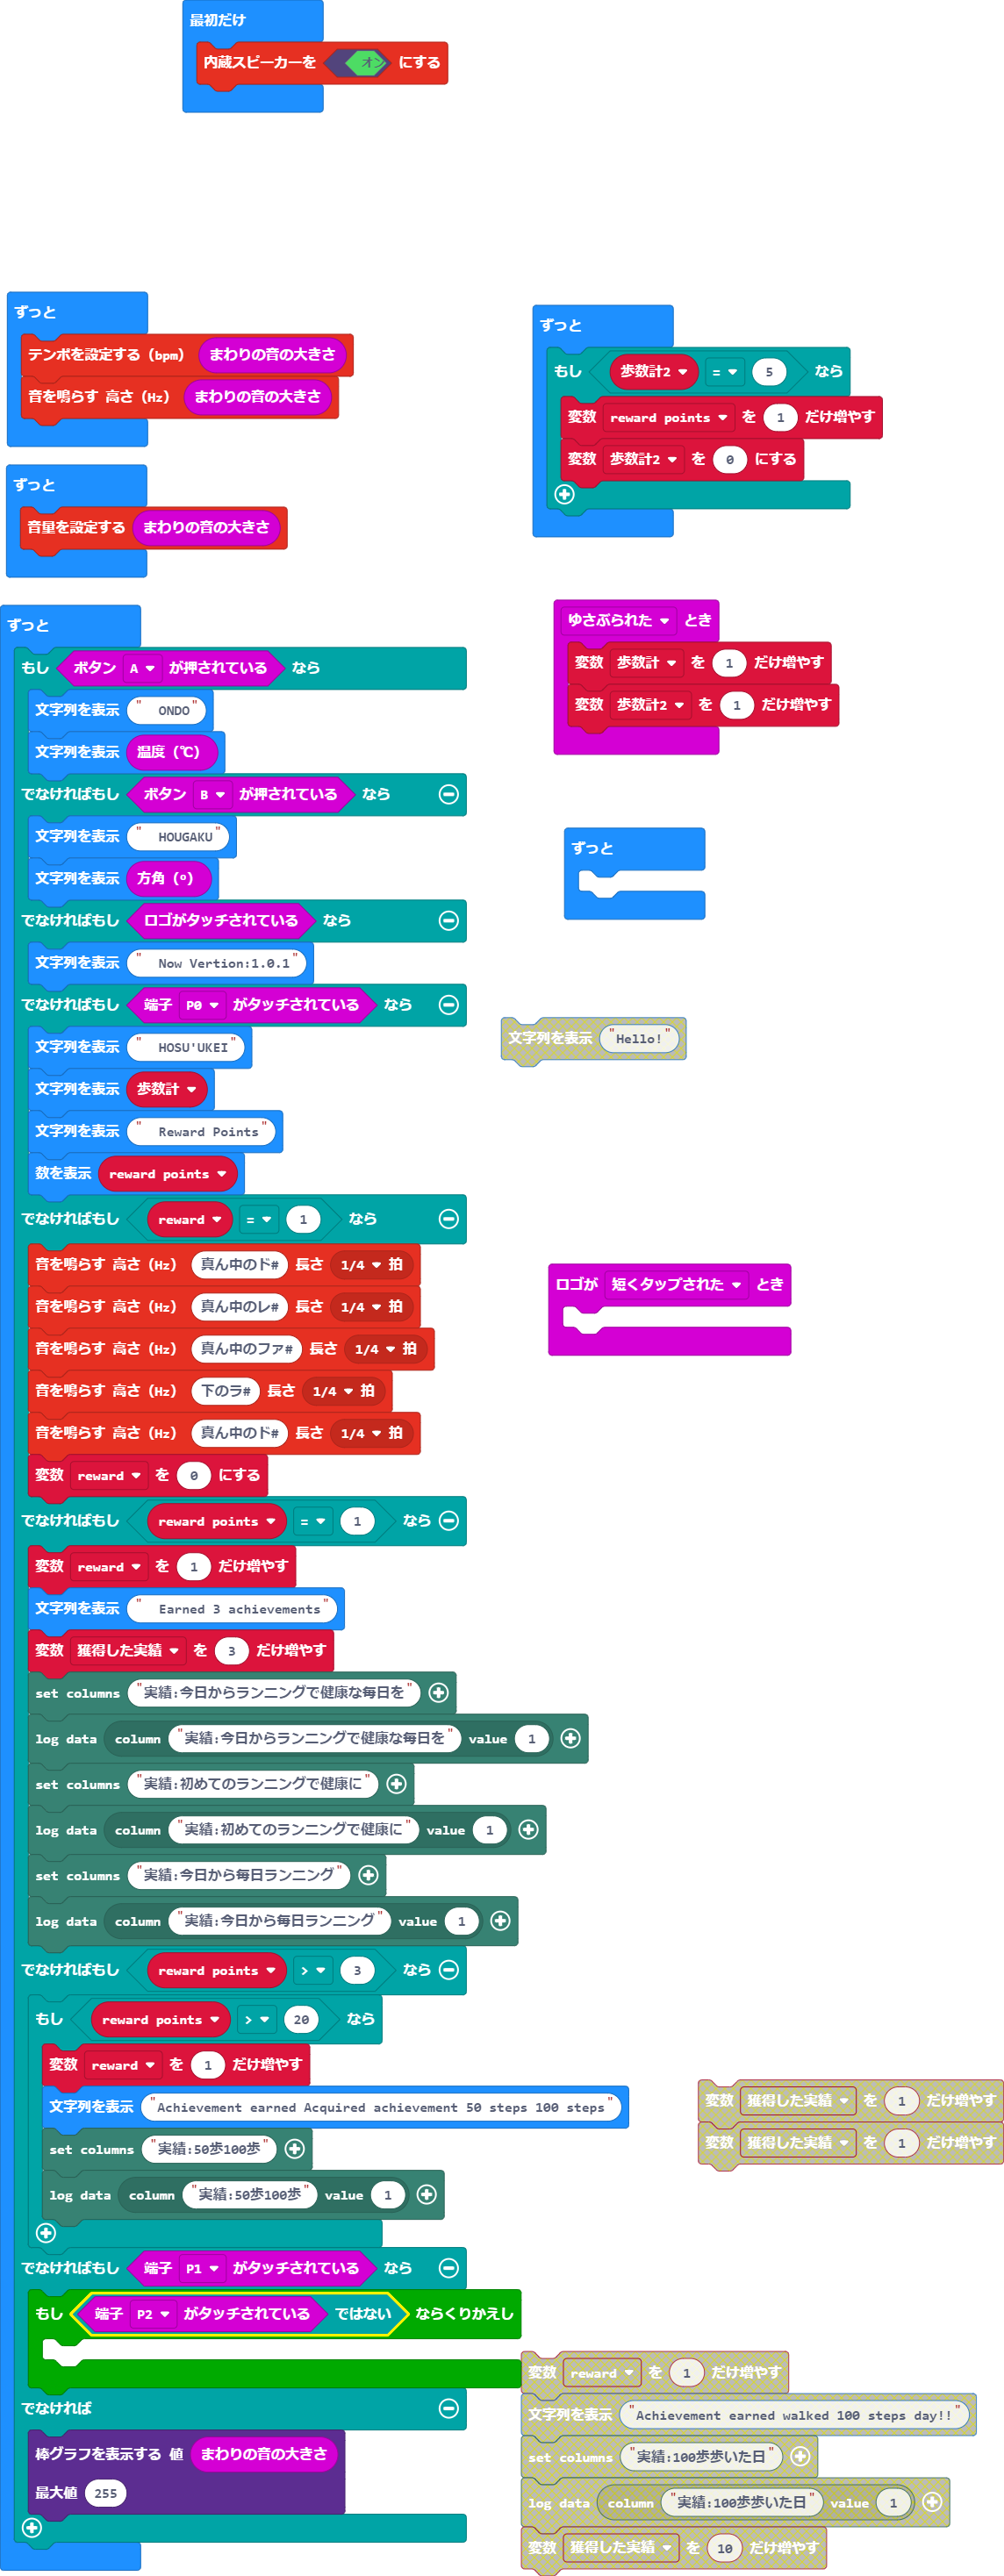 最初だけ
内蔵スピーカーを オン にする
ずっと
テンポを設定する（bpm） まわりの音の大きさ
音を鳴らす 高さ（Hz） まわりの音の大きさ
ずっと
音量を設定する まわりの音の大きさ
ずっと
もし 歩数計2 = 5 なら
変数 reward points を 1 だけ増やす
変数 歩数計2 を 0 にする
ゆさぶられた とき
変数 歩数計 を 1 だけ増やす
変数 歩数計2 を 1 だけ増やす
ずっと
文字列を表示 "Hello!"
ロゴが 短くタップされた とき
ずっと
もし ボタン A が押されている なら
文字列を表示 " ONDO"
文字列を表示 温度（℃）
でなければもし ボタン B が押されている なら
文字列を表示 " HOUGAKU"
文字列を表示 方角（°）
でなければもし ロゴがタッチされている なら
文字列を表示 " Now Vertion:1.0.1"
でなければもし 端子 P0 がタッチされている なら
文字列を表示 " HOSU'UKEI"
文字列を表示 歩数計
文字列を表示 " Reward Points"
数を表示 reward points
でなければもし reward = 1 なら
音を鳴らす 高さ（Hz） 真ん中のド# 長さ 1/4 拍
音を鳴らす 高さ（Hz） 真ん中のレ# 長さ 1/4 拍
音を鳴らす 高さ（Hz） 真ん中のファ# 長さ 1/4 拍
音を鳴らす 高さ（Hz） 下のラ# 長さ 1/4 拍
音を鳴らす 高さ（Hz） 真ん中のド# 長さ 1/4 拍
変数 reward を 0 にする
でなければもし reward points = 1 なら
変数 reward を 1 だけ増やす
文字列を表示 " Earned 3 achievements"
変数 獲得した実績 を 3 だけ増やす
set columns "実績:今日からランニングで健康な毎日を"
log data column "実績:今日からランニングで健康な毎日を" value 1
set columns "実績:初めてのランニングで健康に"
log data column "実績:初めてのランニングで健康に" value 1
set columns "実績:今日から毎日ランニング"
log data column "実績:今日から毎日ランニング" value 1
でなければもし reward points > 3 なら
もし reward points > 20 なら
変数 reward を 1 だけ増やす
文字列を表示 "Achievement earned Acquired achievement 50 steps 100 steps"
set columns "実績:50歩100歩"
log data column "実績:50歩100歩" value 1
変数 獲得した実績 を 1 だけ増やす
変数 獲得した実績 を 1 だけ増やす
でなければもし 端子 P1 がタッチされている なら
もし 端子 P2 がタッチされている ではない ならくりかえし
でなければ
棒グラフを表示する 値 まわりの音の大きさ
最大値 255
変数 reward を 1 だけ増やす
文字列を表示 "Achievement earned walked 100 steps day!!"
set columns "実績:100歩歩いた日"
log data column "実績:100歩歩いた日" value 1
変数 獲得した実績 を 10 だけ増やす